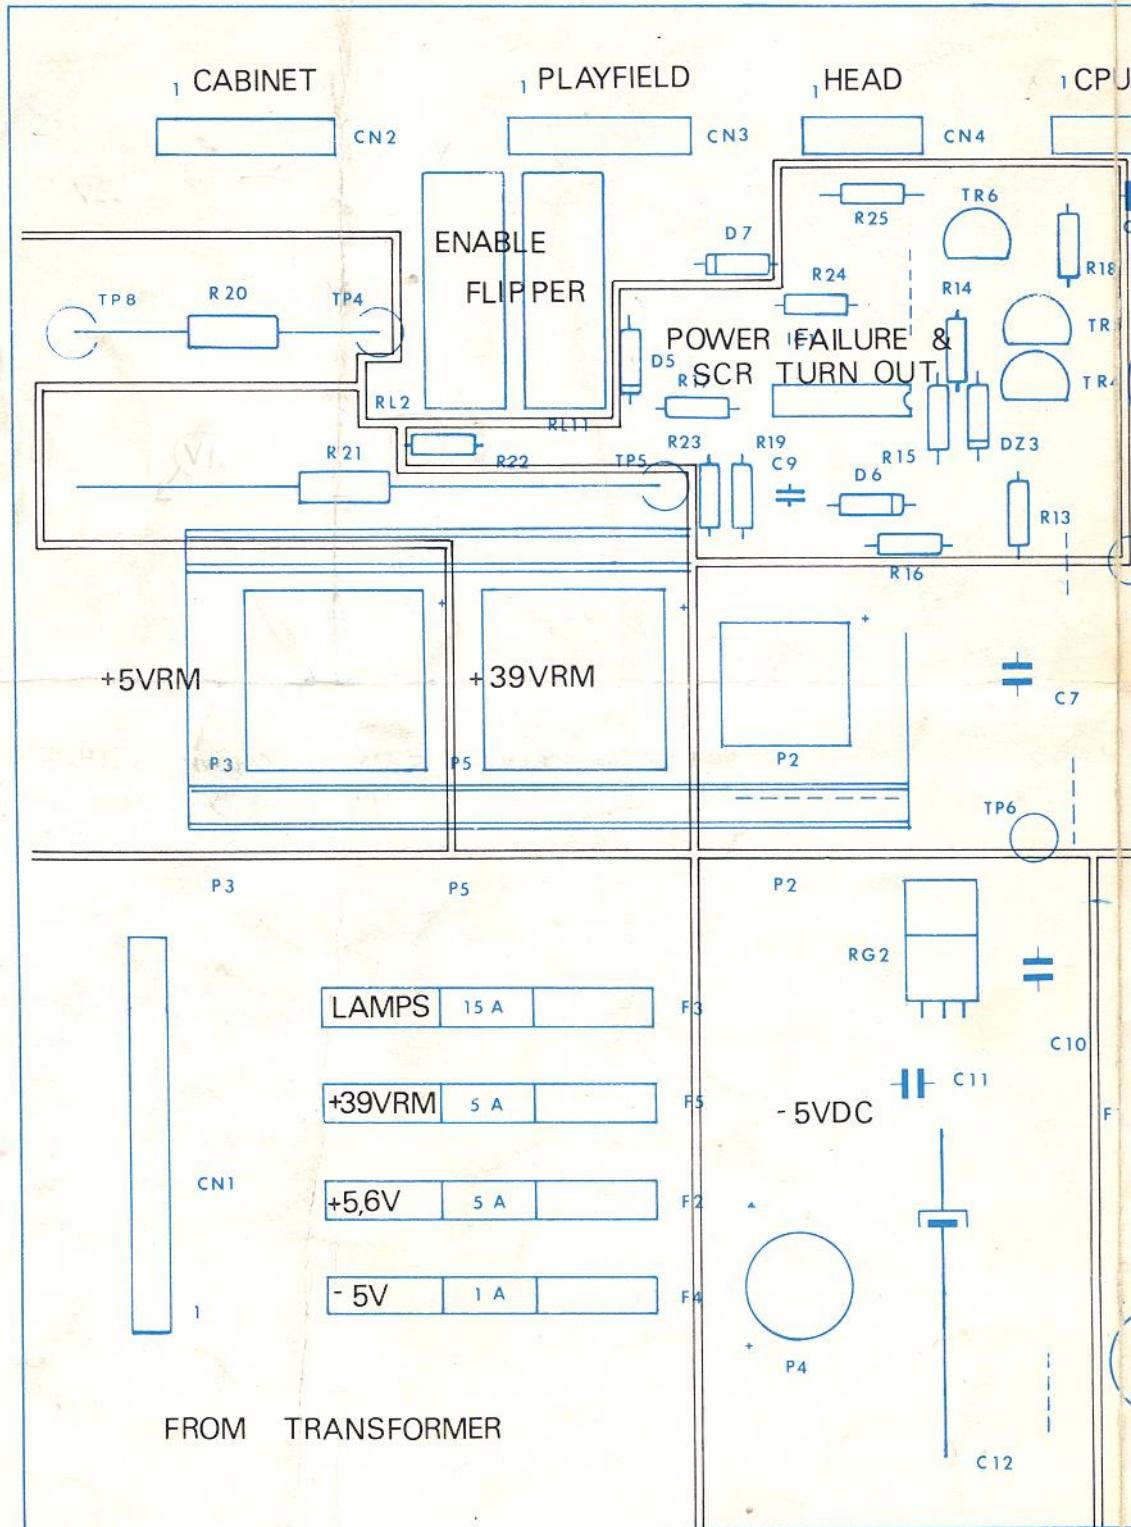 1 CABINET
1 PLAYFIELD
1 HEAD
1 CPU
CN2
CN3
CN4
TR6
R25
D7
ENABLE
FLIPPER
R18
R24
R14
TP8
R20
TP4
POWER FAILURE &
SCR TURN OUT
D5
TR4
RL2
RL11
R23
R19
R15
DZ3
R21
R22
TP5
C9
D6
R13
R16
+
+
+
+5VRM
+39VRM
C7
P3
P5
P2
TP6
P3
P5
P2
RG2
LAMPS 15 A F3
C10
C11
+39VRM 5 A F5
- 5VDC
CN1
+5,6V 5 A F2
- 5V 1 A F4
1
+
P4
FROM TRANSFORMER
C12